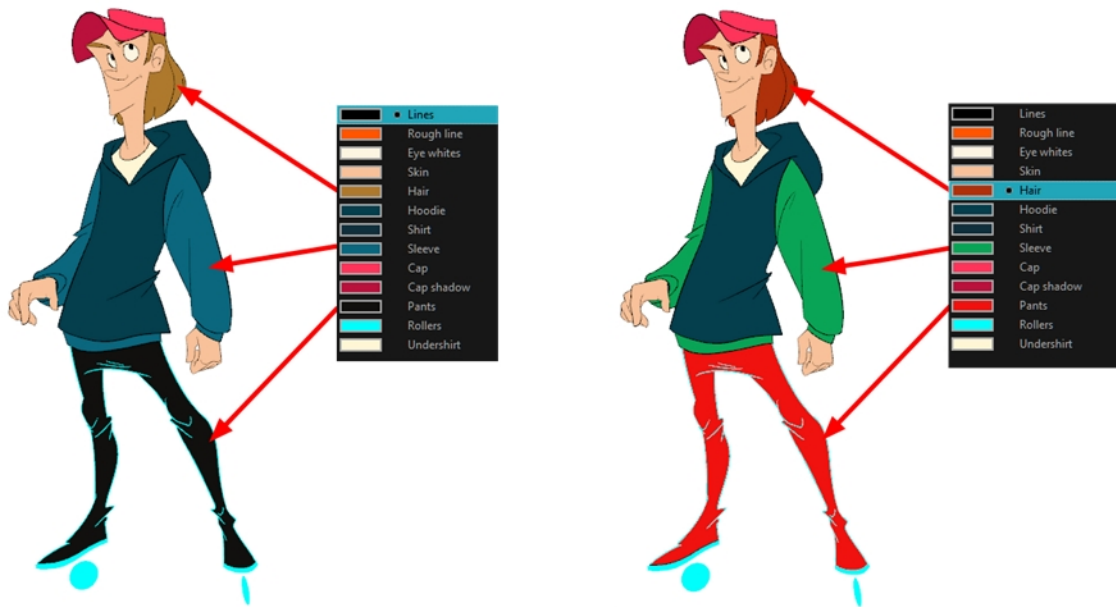 Lines
Rough line
Eye whites
Skin
Hair
Hoodie
Shirt
Sleeve
Cap
Cap shadow
Pants
Rollers
Undershirt
Lines
Rough line
Eye whites
Skin
Hair
Hoodie
Shirt
Sleeve
Cap
Cap shadow
Pants
Rollers
Undershirt